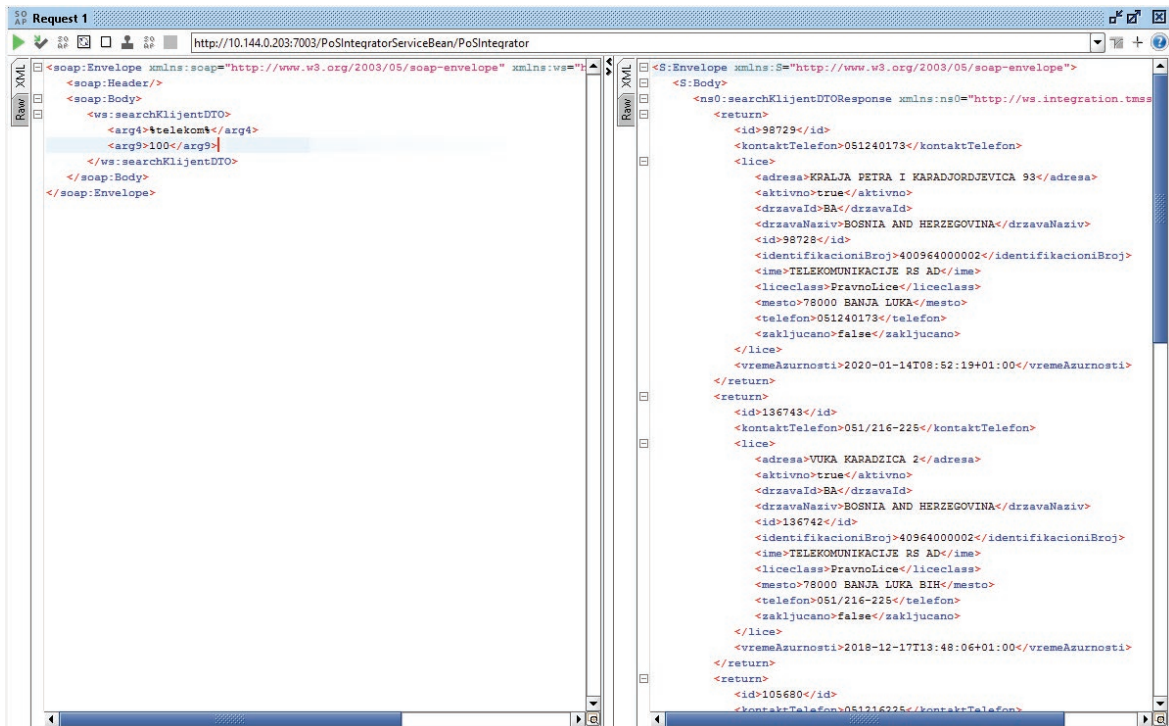 SO AP Request 1
http://10.144.0.203:7003/PoSIntegratorServiceBean/PoSIntegrator
XML
Raw
<soap:Envelope xmlns:soap="http://www.w3.org/2003/05/soap-envelope" xmlns:ws="h
<soap:Header/>
<soap:Body>
<ws:searchKlijentDTO>
<arg4>%telekom%</arg4>
<arg9>100</arg9>
</ws:searchKlijentDTO>
</soap:Body>
</soap:Envelope>
XML
Raw
<S:Envelope xmlns:S="http://www.w3.org/2003/05/soap-envelope">
<S:Body>
<ns0:searchKlijentDTOResponse xmlns:ns0="http://ws.integration.tmss
<return>
<id>98729</id>
<kontaktTelefon>051240173</kontaktTelefon>
<lice>
<adresa>KRALJA PETRA I KARADJORDJEVICA 93</adresa>
<aktivno>true</aktivno>
<drzavaId>BA</drzavaId>
<drzavaNaziv>BOSNIA AND HERZEGOVINA</drzavaNaziv>
<id>98728</id>
<identifikacioniBroj>400964000002</identifikacioniBroj>
<ime>TELEKOMUNIKACIJE RS AD</ime>
<liceclass>PravnoLice</liceclass>
<mesto>78000 BANJA LUKA</mesto>
<telefon>051240173</telefon>
<zakljucano>false</zakljucano>
</lice>
<vremeAzurnosti>2020-01-14T08:52:19+01:00</vremeAzurnosti>
</return>
<return>
<id>136743</id>
<kontaktTelefon>051/216-225</kontaktTelefon>
<lice>
<adresa>VUKA KARADZICA 2</adresa>
<aktivno>true</aktivno>
<drzavaId>BA</drzavaId>
<drzavaNaziv>BOSNIA AND HERZEGOVINA</drzavaNaziv>
<id>136742</id>
<identifikacioniBroj>40964000002</identifikacioniBroj>
<ime>TELEKOMUNIKACIJE RS AD</ime>
<liceclass>PravnoLice</liceclass>
<mesto>78000 BANJA LUKA BIH</mesto>
<telefon>051/216-225</telefon>
<zakljucano>false</zakljucano>
</lice>
<vremeAzurnosti>2018-12-17T13:48:06+01:00</vremeAzurnosti>
</return>
<return>
<id>105680</id>
<kontaktTelefon>051216225</kontaktTelefon>